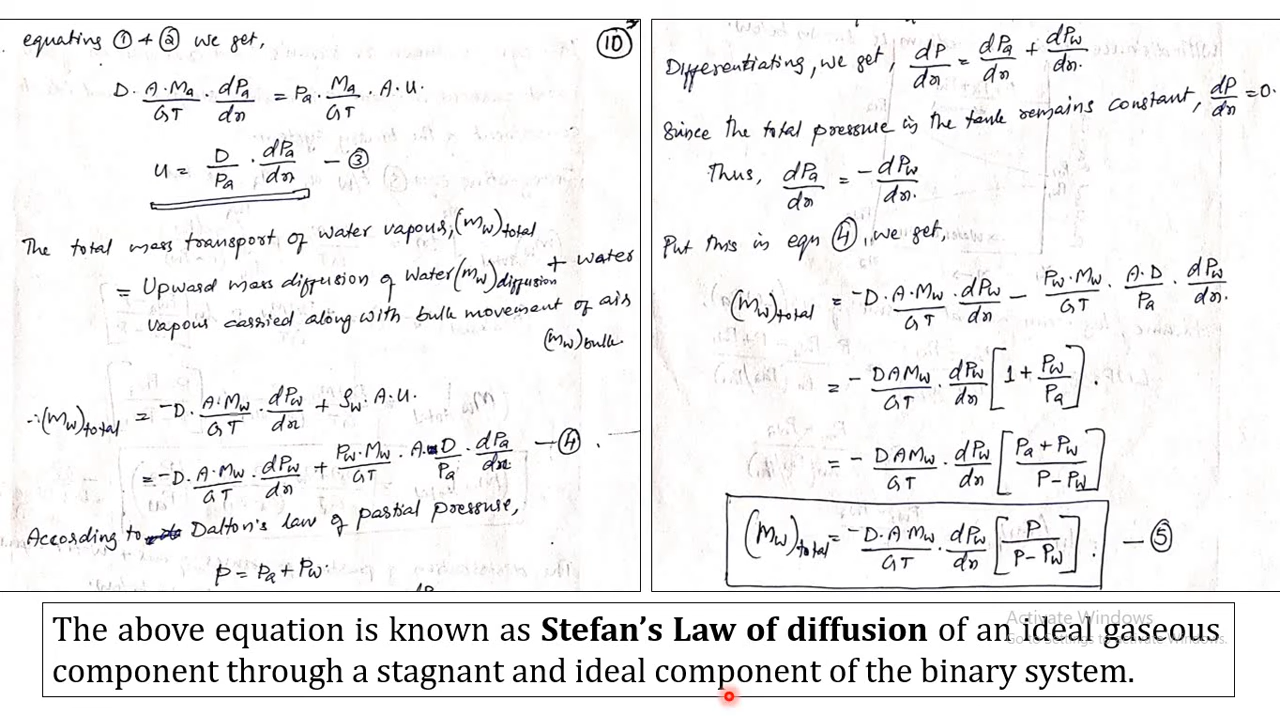 equating ① + ② we get,
10
D. A.Ma/GT . dPa/dx = Pa . Ma/GT . A.U.
u = D/Pa . dPa/dx — ③
The total mass transport of water vapour, (mw)total
= Upward mass diffusion of water (mw)diffusion + water
vapour carried along with bulk movement of air
(mw)bulk.
∴ (mw)total = -D. A.Mw/GT . dPw/dx + ρw. A.U.
= -D. A.Mw/GT . dPw/dx + Pw.Mw/GT . A. D/Pa . dPa/dx — ④.
According to Dalton's law of partial pressure,
P = Pa + Pw.
Differentiating, we get, dP/dx = dPa/dx + dPw/dx.
Since the total pressure in the tank remains constant, dP/dx = 0.
Thus, dPa/dx = -dPw/dx.
Put this in eqn ④, we get,
(mw)total = -D.A.Mw/GT . dPw/dx - Pw.Mw/GT . A.D/Pa . dPw/dx.
= - DAMw/GT . dPw/dx [1 + Pw/Pa].
= - DAMw/GT . dPw/dx [Pa + Pw/P - Pw]
(mw)total = -D.A.Mw/GT . dPw/dx [P/P - Pw]. — ⑤
The above equation is known as Stefan's Law of diffusion of an ideal gaseous
component through a stagnant and ideal component of the binary system.
Activate Windows
Go to Settings to activate Windows.